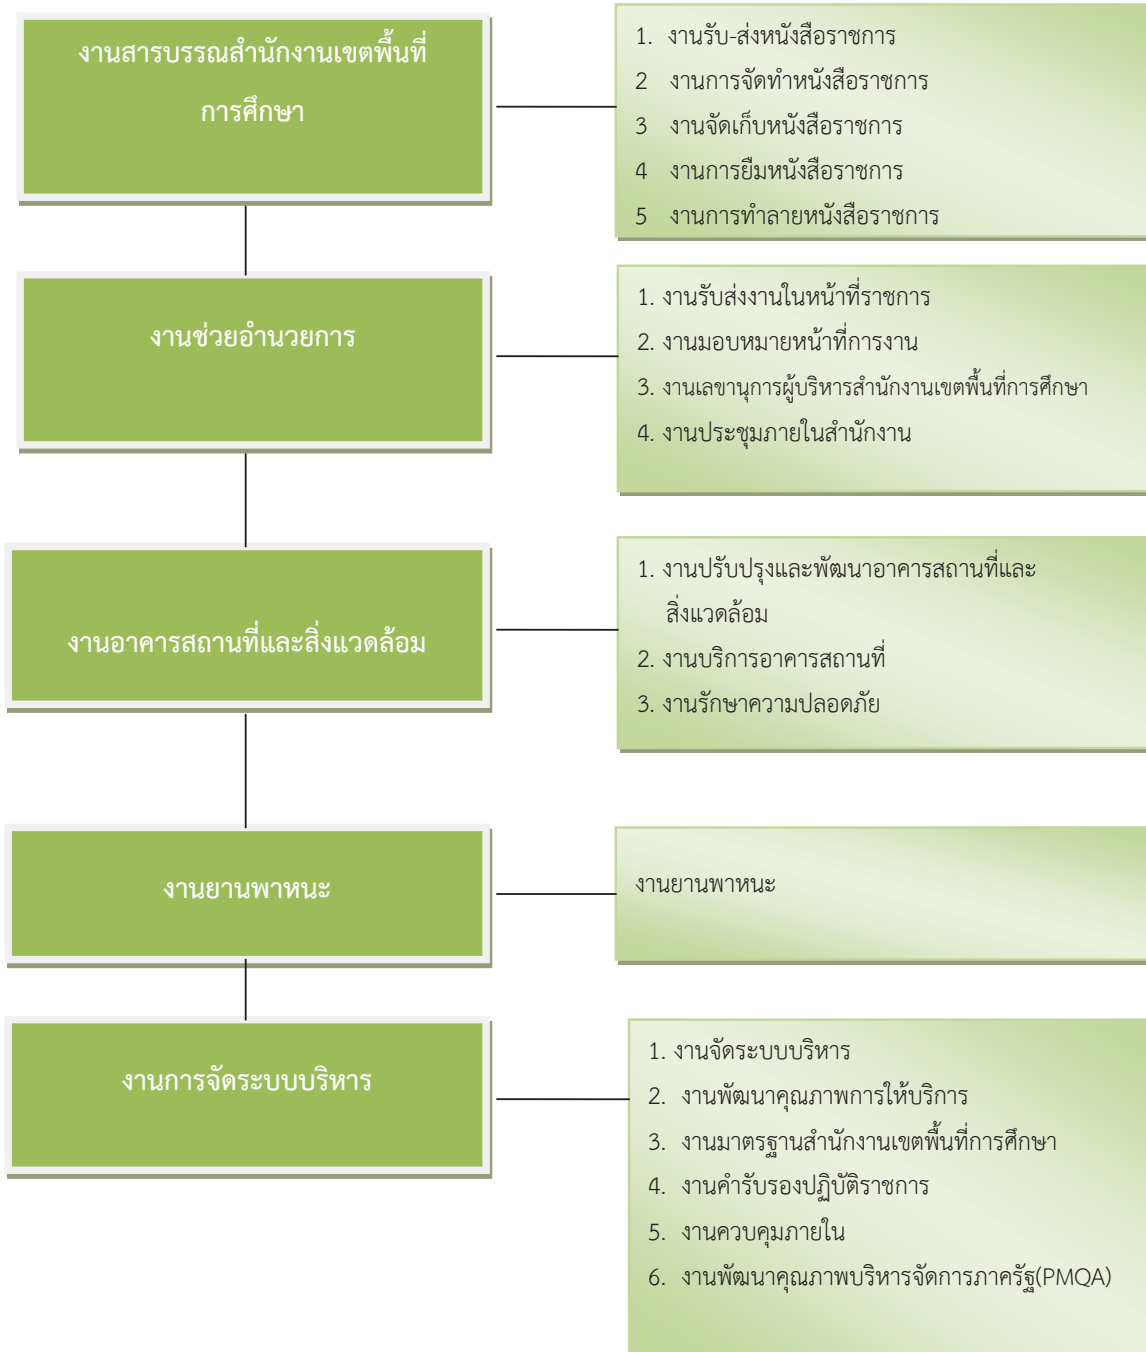 งานสารบรรณสำนักงานเขตพื้นที่
การศึกษา
1. งานรับ-ส่งหนังสือราชการ
2 งานการจัดทำหนังสือราชการ
3 งานจัดเก็บหนังสือราชการ
4 งานการยืมหนังสือราชการ
5 งานการทำลายหนังสือราชการ
งานช่วยอำนวยการ
1. งานรับส่งงานในหน้าที่ราชการ
2. งานมอบหมายหน้าที่การงาน
3. งานเลขานุการผู้บริหารสำนักงานเขตพื้นที่การศึกษา
4. งานประชุมภายในสำนักงาน
งานอาคารสถานที่และสิ่งแวดล้อม
1. งานปรับปรุงและพัฒนาอาคารสถานที่และ
สิ่งแวดล้อม
2. งานบริการอาคารสถานที่
3. งานรักษาความปลอดภัย
งานยานพาหนะ
งานยานพาหนะ
งานการจัดระบบบริหาร
1. งานจัดระบบบริหาร
2. งานพัฒนาคุณภาพการให้บริการ
3. งานมาตรฐานสำนักงานเขตพื้นที่การศึกษา
4. งานคำรับรองปฏิบัติราชการ
5. งานควบคุมภายใน
6. งานพัฒนาคุณภาพบริหารจัดการภาครัฐ(PMQA)